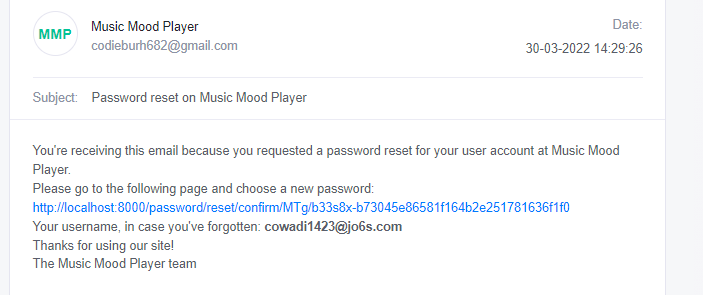 MMP
Music Mood Player
codieburh682@gmail.com
Date:
30-03-2022 14:29:26
Subject: Password reset on Music Mood Player
You're receiving this email because you requested a password reset for your user account at Music Mood
Player.
Please go to the following page and choose a new password:
http://localhost:8000/password/reset/confirm/MTg/b33s8x-b73045e86581f164b2e251781636f1f0
Your username, in case you've forgotten: cowadi1423@jo6s.com
Thanks for using our site!
The Music Mood Player team